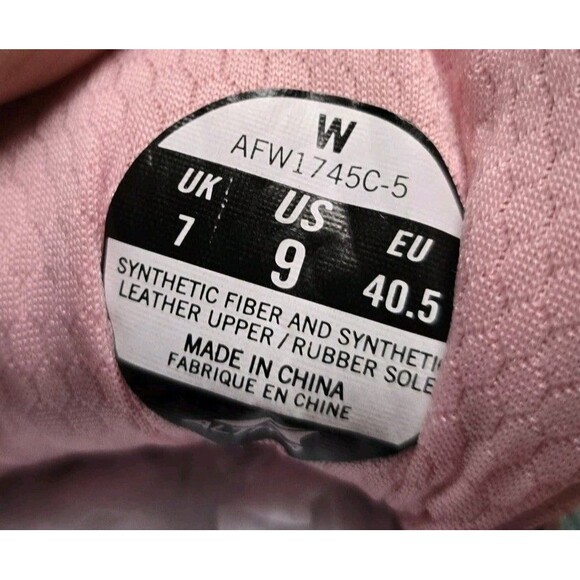 W
AFW1745C-5
UK US EU
7 9 40.5
SYNTHETIC FIBER AND SYNTHETIC
LEATHER UPPER / RUBBER SOLE
MADE IN CHINA
FABRIQUE EN CHINE